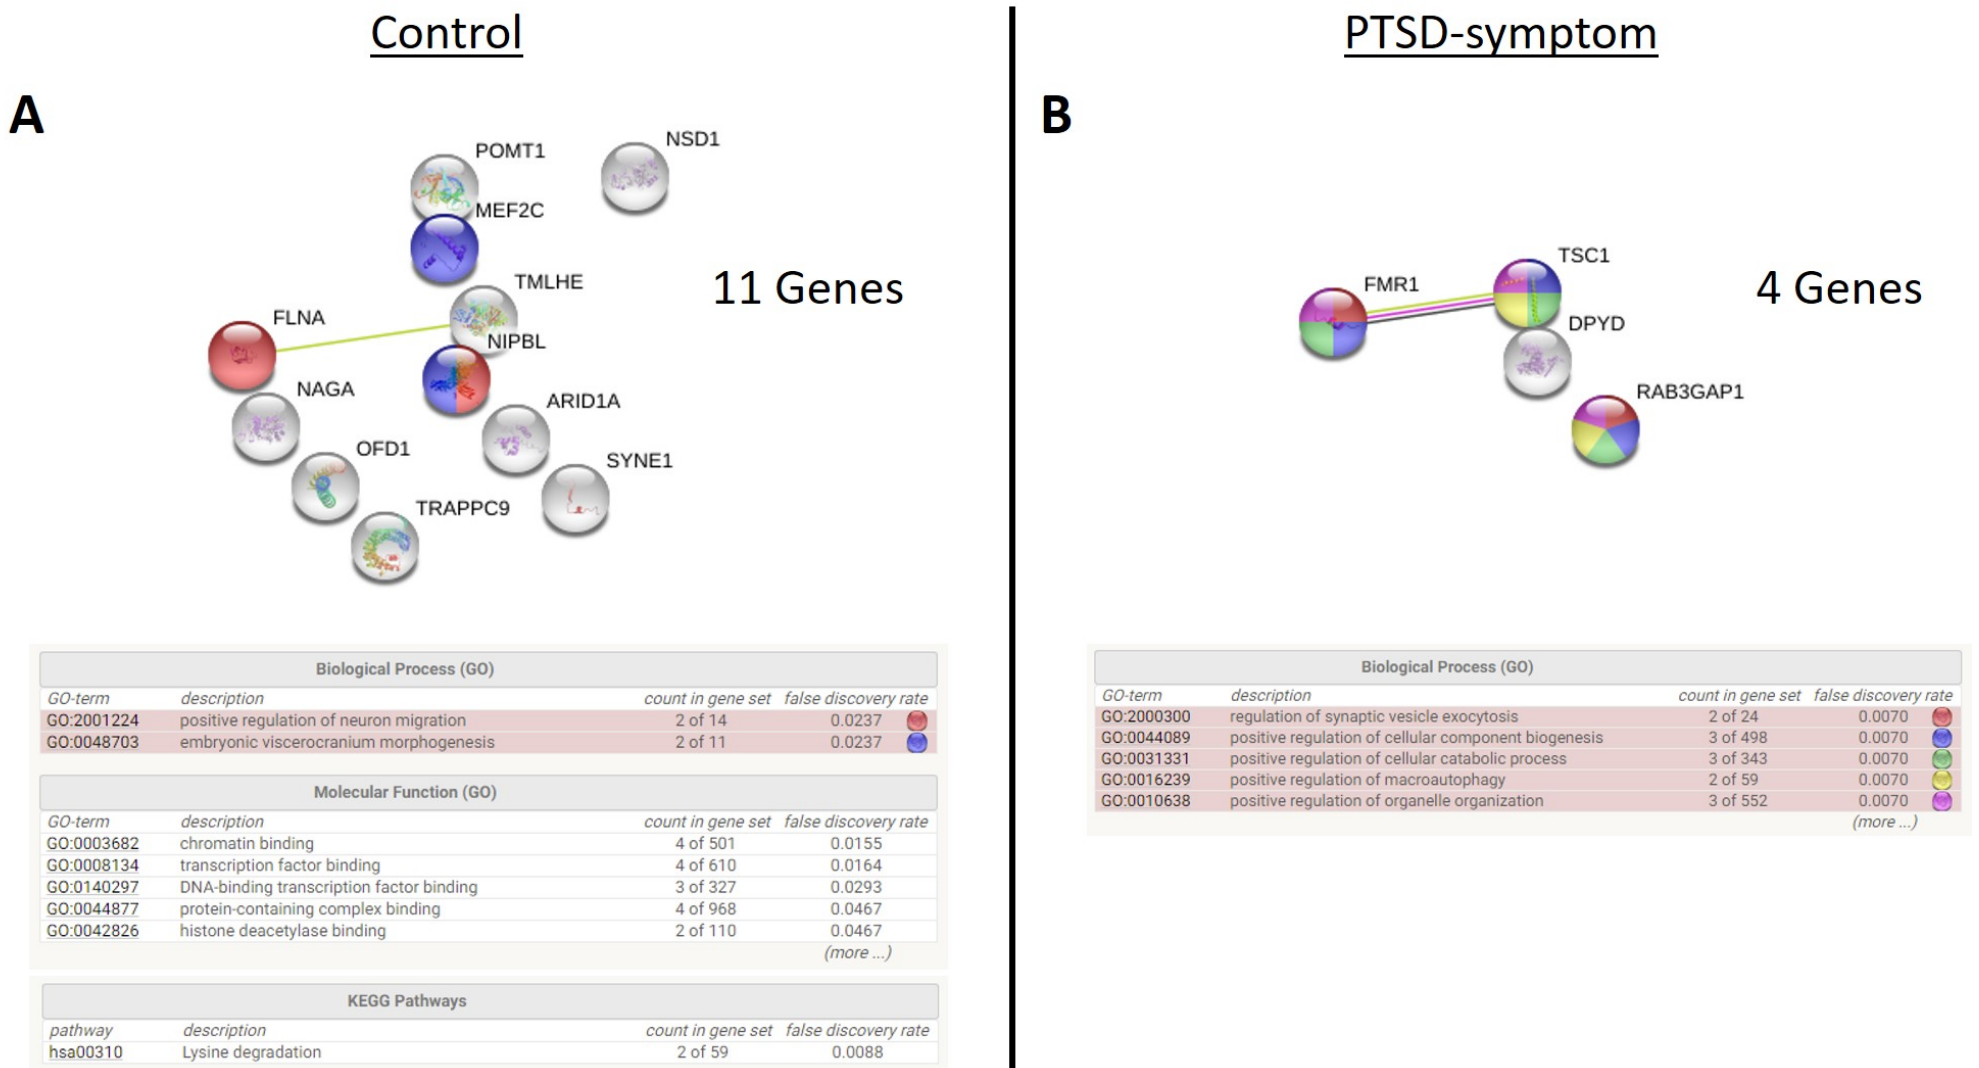 Control
A
POMT1
NSD1
MEF2C
TMLHE
11 Genes
FLNA
NIPBL
NAGA
ARID1A
OFD1
SYNE1
TRAPPC9
Biological Process (GO)
GO-term description count in gene set false discovery rate
GO:2001224 positive regulation of neuron migration 2 of 14 0.0237
GO:0048703 embryonic viscerocranium morphogenesis 2 of 11 0.0237
Molecular Function (GO)
GO-term description count in gene set false discovery rate
GO:0003682 chromatin binding 4 of 501 0.0155
GO:0008134 transcription factor binding 4 of 610 0.0164
GO:0140297 DNA-binding transcription factor binding 3 of 327 0.0293
GO:0044877 protein-containing complex binding 4 of 968 0.0467
GO:0042826 histone deacetylase binding 2 of 110 0.0467
(more ...)
KEGG Pathways
pathway description count in gene set false discovery rate
hsa00310 Lysine degradation 2 of 59 0.0088
PTSD-symptom
B
TSC1
FMR1
4 Genes
DPYD
RAB3GAP1
Biological Process (GO)
GO-term description count in gene set false discovery rate
GO:2000300 regulation of synaptic vesicle exocytosis 2 of 24 0.0070
GO:0044089 positive regulation of cellular component biogenesis 3 of 498 0.0070
GO:0031331 positive regulation of cellular catabolic process 3 of 343 0.0070
GO:0016239 positive regulation of macroautophagy 2 of 59 0.0070
GO:0010638 positive regulation of organelle organization 3 of 552 0.0070
(more ...)